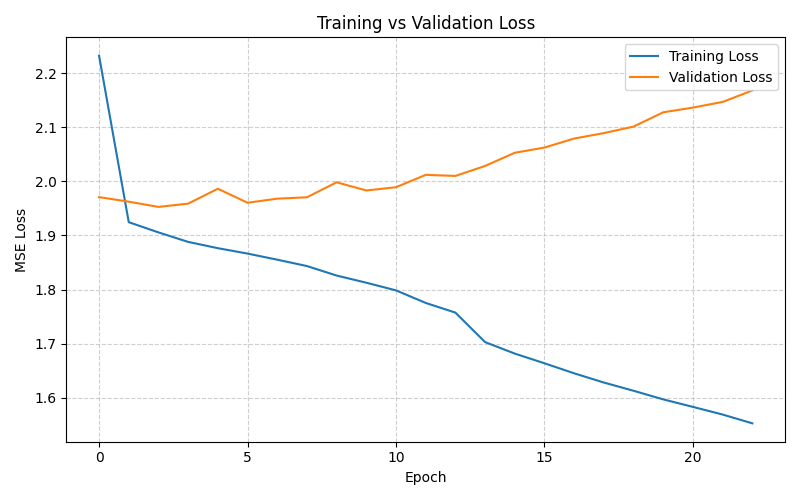 Training vs Validation Loss
Training Loss
Validation Loss
2.2
2.1
2.0
1.9
1.8
1.7
1.6
MSE Loss
0
5
10
15
20
Epoch